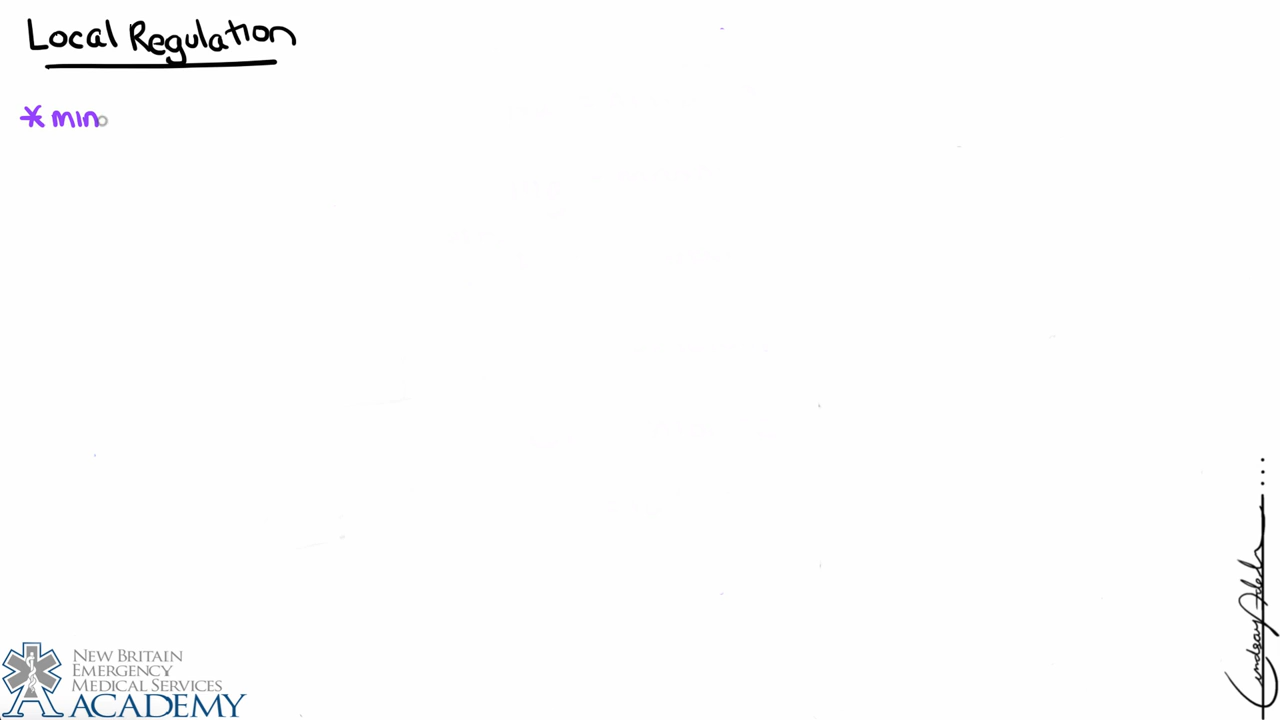 Local Regulation
* min
NEW BRITAIN
EMERGENCY
MEDICAL SERVICES
ACADEMY